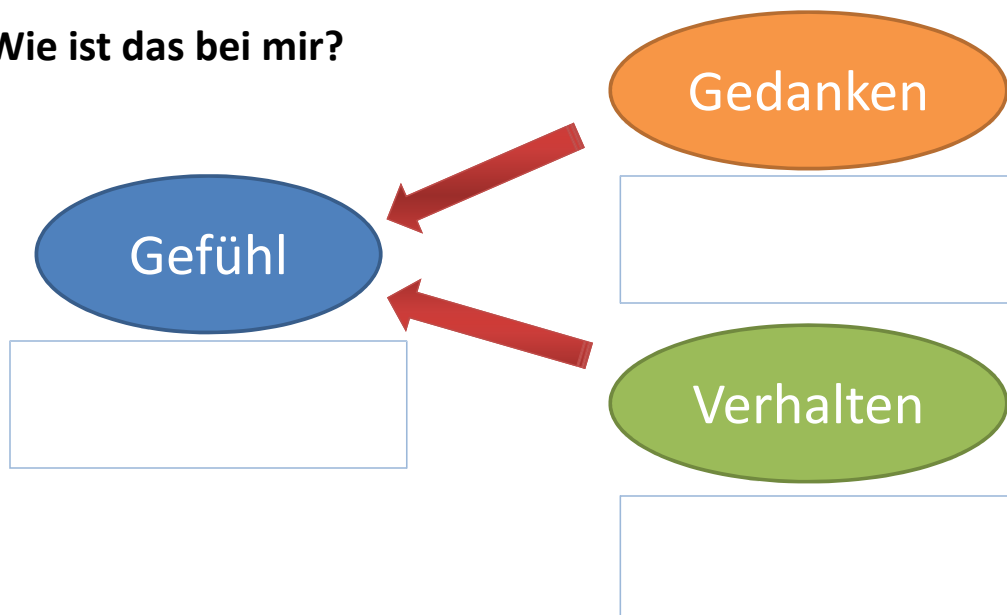 Wie ist das bei mir?
Gedanken
Gefühl
Verhalten